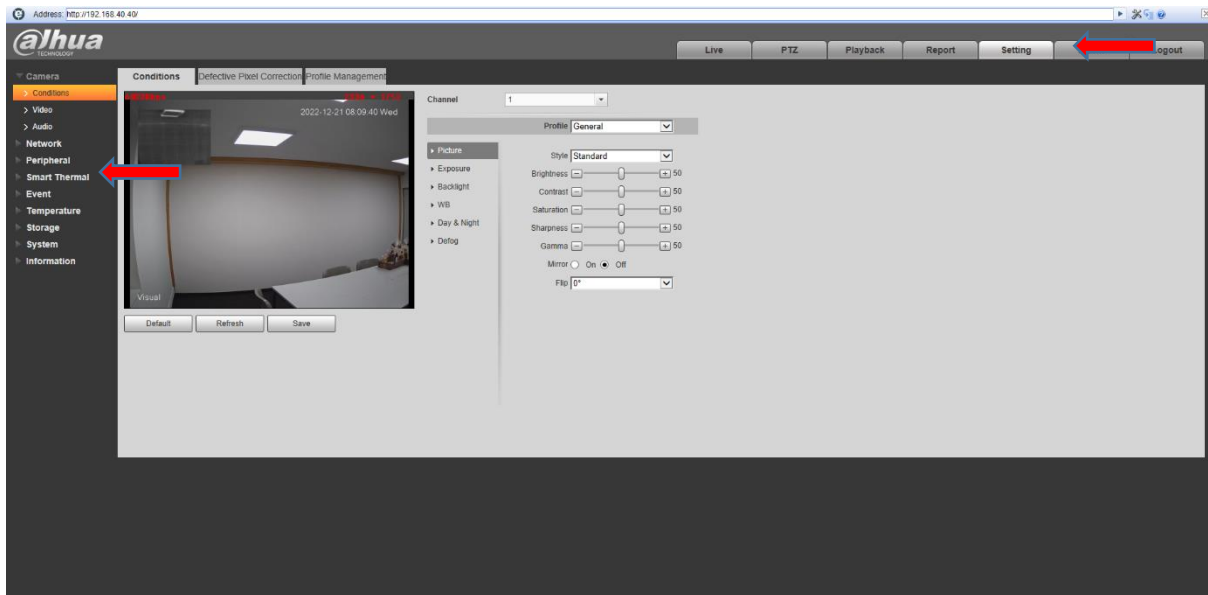 Address: http://192.168.40.40/
alhua
TECHNOLOGY
Live PTZ Playback Report Setting ogout
Camera
Conditions
Video
Audio
Network
Peripheral
Smart Thermal
Event
Temperature
Storage
System
Information
Conditions Defective Pixel Correction Profile Management
2022-12-21 08:09:40 Wed
Visual
Default Refresh Save
Channel 1
Profile General
Picture
Exposure
Backlight
WB
Day & Night
Defog
Style Standard
Brightness 50
Contrast 50
Saturation 50
Sharpness 50
Gamma 50
Mirror On Off
Flip 0°